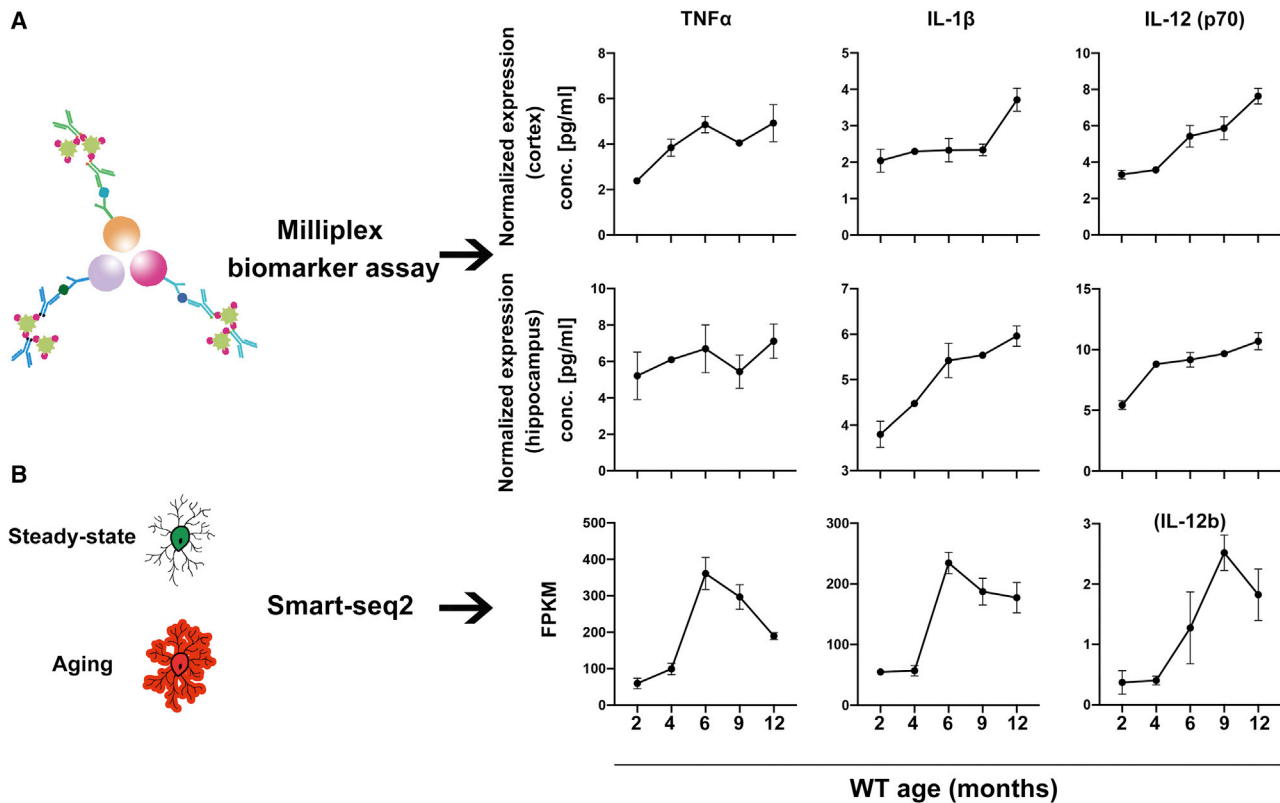 A
TNFα
IL-1β
IL-12 (p70)
Normalized expression
(cortex)
conc. [pg/ml]
8
6
4
2
0
5
4
3
2
1
0
10
8
6
4
2
0
Milliplex
biomarker assay
Normalized expression
(hippocampus)
conc. [pg/ml]
10
8
6
4
2
0
7
6
5
4
3
15
10
5
0
B
Steady-state
Aging
Smart-seq2
FPKM
500
400
300
200
100
0
300
200
100
0
(IL-12b)
3
2
1
0
2 4 6 9 12
2 4 6 9 12
2 4 6 9 12
WT age (months)